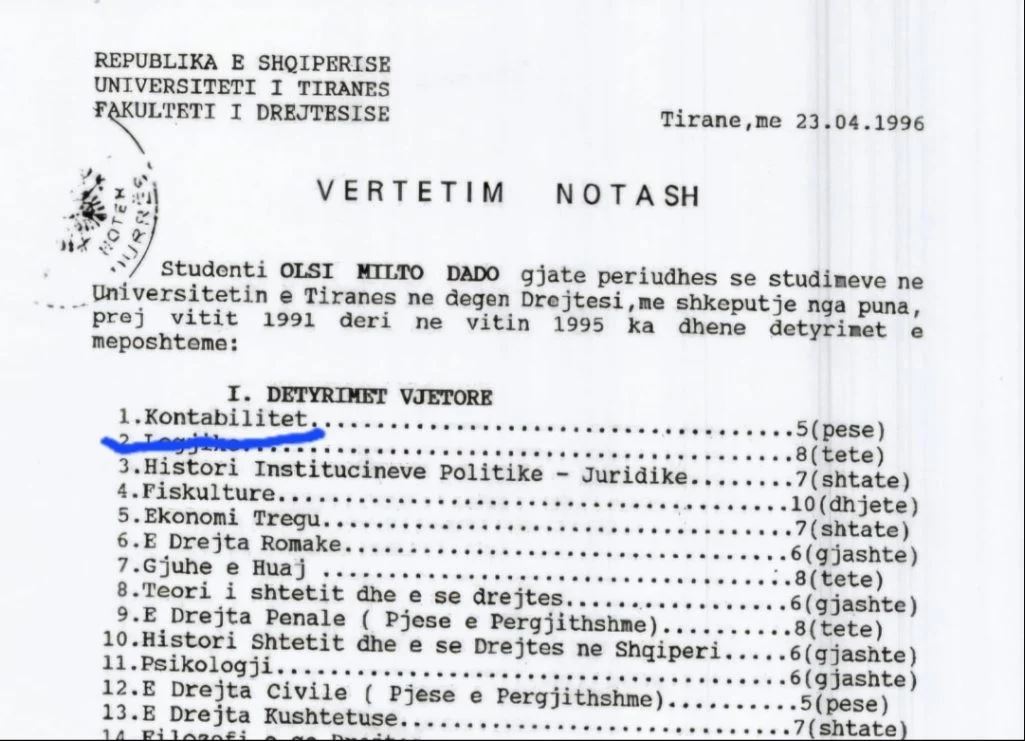 REPUBLIKA E SHQIPERISE
UNIVERSITETI I TIRANES
FAKULTETI I DREJTESISE
Tirane,me 23.04.1996
VERTETIM NOTASH
Studenti OLSI MILTO DADO gjate periudhes se studimeve ne
Universitetin e Tiranes ne degen Drejtesi,me shkeputje nga puna,
prej vitit 1991 deri ne vitin 1995 ka dhene detyrimet e
meposhteme:
I. DETYRIMET VJETORE
1.Kontabilitet..............................5(pese)
2.Logjike...................................8(tete)
3.Histori Institucineve Politike - Juridike.......7(shtate)
4.Fiskulture................................10(dhjete)
5.Ekonomi Tregu.............................7(shtate)
6.E Drejta Romake...........................6(gjashte)
7.Gjuhe e Huaj .............................8(tete)
8.Teori i shtetit dhe e se drejtes..............6(gjashte)
9.E Drejta Penale ( Pjese e Pergjithshme).........8(tete)
10.Histori Shtetit dhe e se Drejtes ne Shqiperi.....6(gjashte)
11.Psikologji...............................6(gjashte)
12.E Drejta Civile ( Pjese e Pergjithshme).........5(pese)
13.E Drejta Kushtetuse.........................7(shtate)
14.Filozofi e